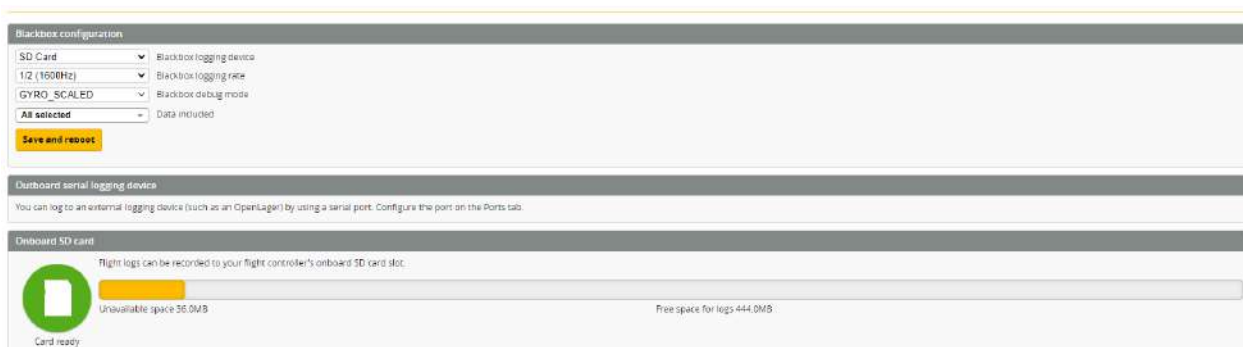 Blackbox configuration
SD Card Blackbox logging device
1/2 (1600Hz) Blackbox logging rate
GYRO_SCALED Blackbox debug mode
All selected Data included
Save and reboot
Outboard serial logging device
You can log to an external logging device (such as an OpenLager) by using a serial port. Configure the port on the Ports tab.
Onboard SD card
Flight logs can be recorded to your flight controller's onboard SD card slot.
Unavailable space 36.0MB Free space for logs 444.0MB
Card ready